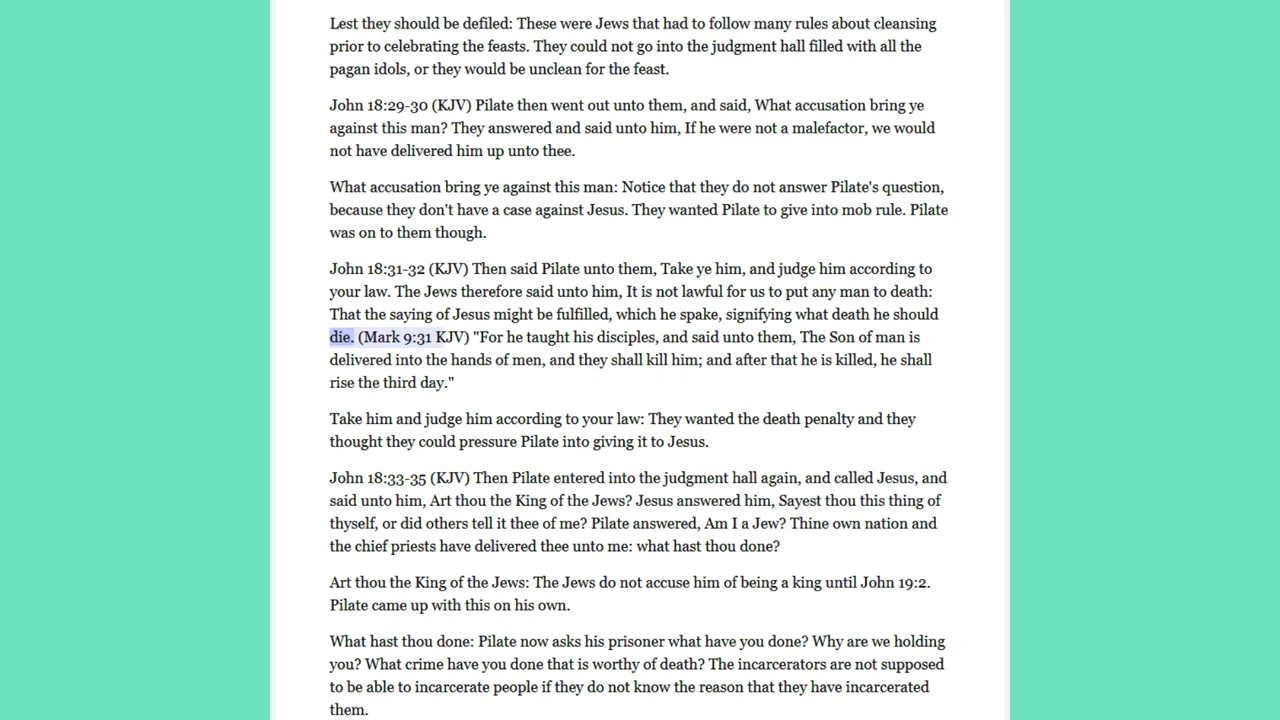 Lest they should be defiled: These were Jews that had to follow many rules about cleansing
prior to celebrating the feasts. They could not go into the judgment hall filled with all the
pagan idols, or they would be unclean for the feast.
John 18:29-30 (KJV) Pilate then went out unto them, and said, What accusation bring ye
against this man? They answered and said unto him, If he were not a malefactor, we would
not have delivered him up unto thee.
What accusation bring ye against this man: Notice that they do not answer Pilate's question,
because they don't have a case against Jesus. They wanted Pilate to give into mob rule. Pilate
was on to them though.
John 18:31-32 (KJV) Then said Pilate unto them, Take ye him, and judge him according to
your law. The Jews therefore said unto him, It is not lawful for us to put any man to death:
That the saying of Jesus might be fulfilled, which he spake, signifying what death he should
die. (Mark 9:31 KJV) "For he taught his disciples, and said unto them, The Son of man is
delivered into the hands of men, and they shall kill him; and after that he is killed, he shall
rise the third day."
Take him and judge him according to your law: They wanted the death penalty and they
thought they could pressure Pilate into giving it to Jesus.
John 18:33-35 (KJV) Then Pilate entered into the judgment hall again, and called Jesus, and
said unto him, Art thou the King of the Jews? Jesus answered him, Sayest thou this thing of
thyself, or did others tell it thee of me? Pilate answered, Am I a Jew? Thine own nation and
the chief priests have delivered thee unto me: what hast thou done?
Art thou the King of the Jews: The Jews do not accuse him of being a king until John 19:2.
Pilate came up with this on his own.
What hast thou done: Pilate now asks his prisoner what have you done? Why are we holding
you? What crime have you done that is worthy of death? The incarcerators are not supposed
to be able to incarcerate people if they do not know the reason that they have incarcerated
them.